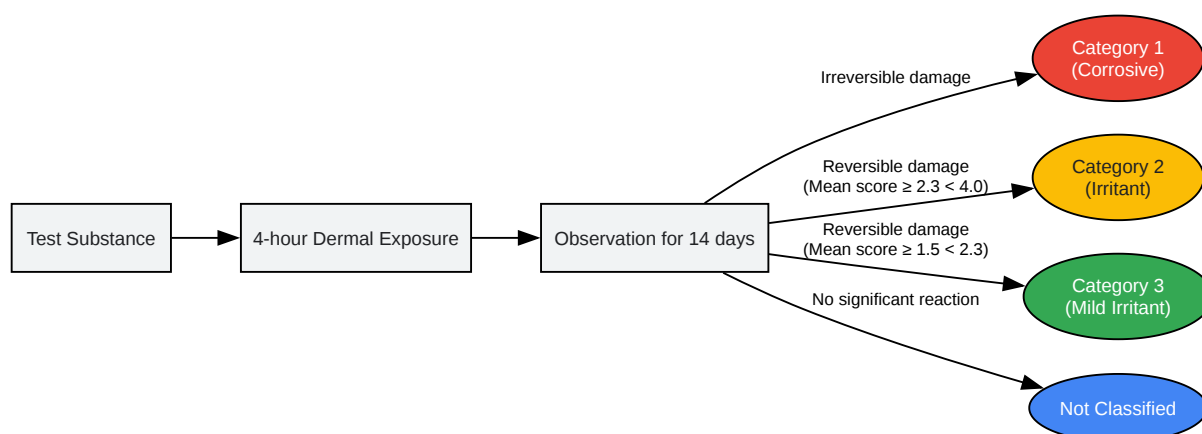 Test Substance
4-hour Dermal Exposure
Observation for 14 days
Irreversible damage
Category 1
(Corrosive)
Reversible damage
(Mean score ≥ 2.3 < 4.0)
Category 2
(Irritant)
Reversible damage
(Mean score ≥ 1.5 < 2.3)
Category 3
(Mild Irritant)
No significant reaction
Not Classified